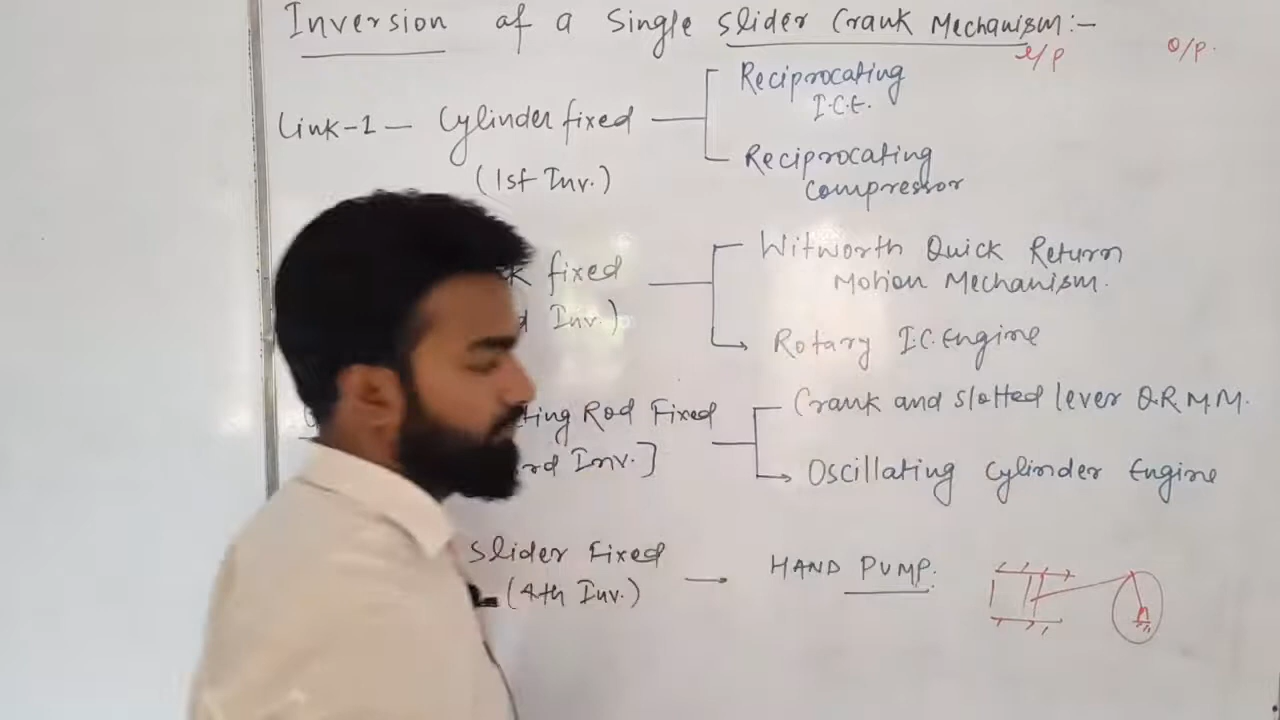 Inversion of a Single Slider Crank Mechanism:-
I/P O/P.
Link-1 — Cylinder fixed
(1st Inv.)
Reciprocating
I.C.E.
Reciprocating
Compressor
fixed
Inv.)
Witworth Quick Return
Motion Mechanism.
Rotary I.C. Engine
ting Rod Fixed
rd Inv.]
Crank and slotted lever Q.R.M.M.
Oscillating Cylinder Engine
Slider Fixed
(4th Inv.)
HAND PUMP.